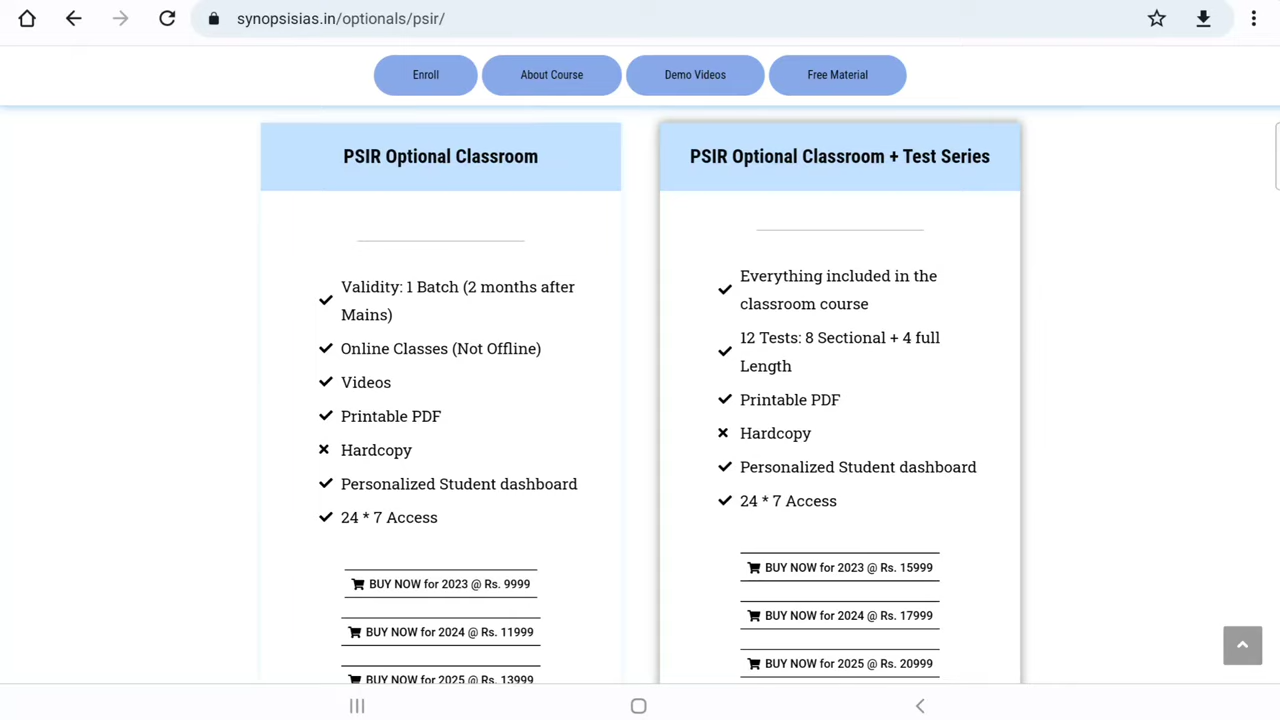 synopsisias.in/optionals/psir/
Enroll
About Course
Demo Videos
Free Material
PSIR Optional Classroom
Validity: 1 Batch (2 months after
Mains)
Online Classes (Not Offline)
Videos
Printable PDF
Hardcopy
Personalized Student dashboard
24 * 7 Access
BUY NOW for 2023 @ Rs. 9999
BUY NOW for 2024 @ Rs. 11999
BUY NOW for 2025 @ Rs. 13999
PSIR Optional Classroom + Test Series
Everything included in the
classroom course
12 Tests: 8 Sectional + 4 full
Length
Printable PDF
Hardcopy
Personalized Student dashboard
24 * 7 Access
BUY NOW for 2023 @ Rs. 15999
BUY NOW for 2024 @ Rs. 17999
BUY NOW for 2025 @ Rs. 20999